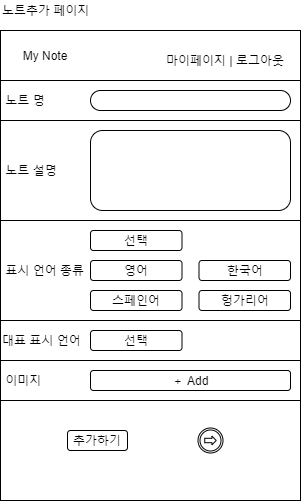 노트추가 페이지
My Note
마이페이지 | 로그아웃
노트 명
노트 설명
선택
표시 언어 종류
영어
한국어
스페인어
헝가리어
대표 표시 언어
선택
이미지
+ Add
추가하기